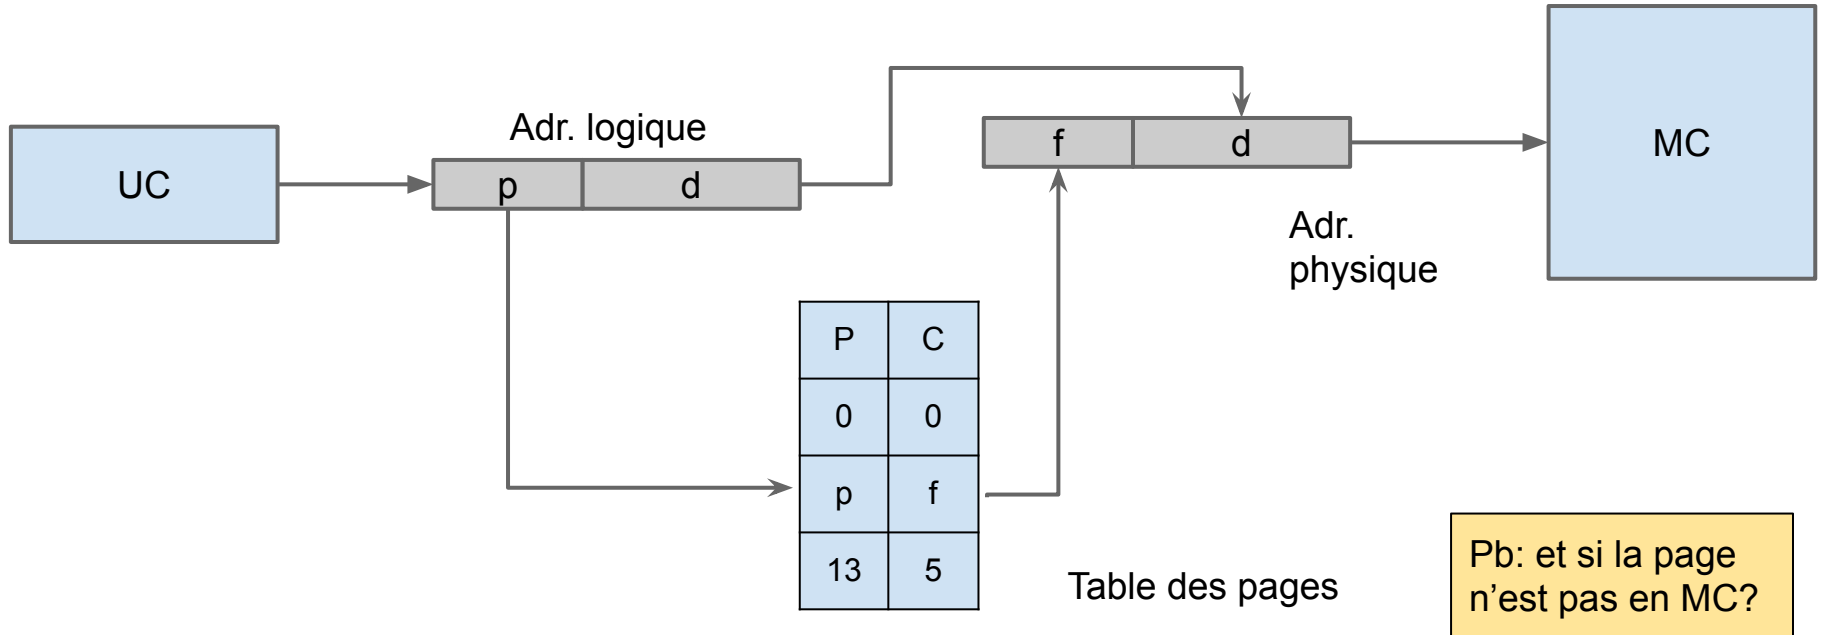 Adr. logique
UC
p d
f d
MC
Adr.
physique
P C
0 0
p f
13 5
Table des pages
Pb: et si la page
n'est pas en MC?